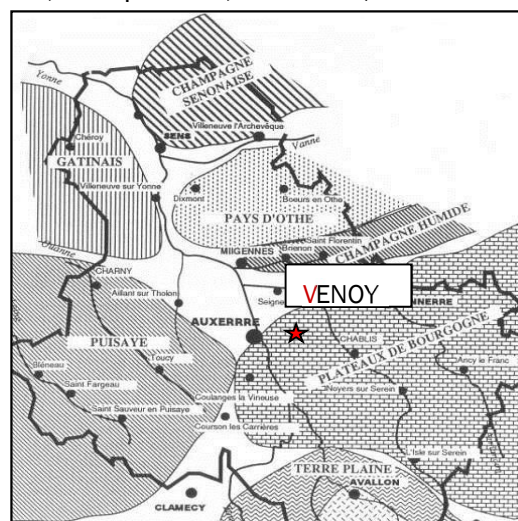 Yonne
CHAMPAGNE
SENONAISE
Villeneuve l'Archevêque
SENS
Chéroy
GATINAIS
Vanne
Villeneuve sur Yonne
Dixmont
Boeurs en Othe
PAYS D'OTHE
CHAMPAGNE HUMIDE
Saint Florentin
Brienon
MIIGENNES
Ouanne
CHARNY
Aillant sur Tholon
Seigne
VENOY
NNERRE
AUXERRRE
PUISAYE
CHABLIS
PLATEAUX DE BOURGOGNE
Toucy
Ancy le Franc
Bléneau
Saint Fargeau
Coulanges la Vineuse
Noyers sur Serein
Saint Sauveur en Puisaye
Courson les Carrières
L'Isle sur Serein
TERRE PLAINE
AVALLON
CLAMECY